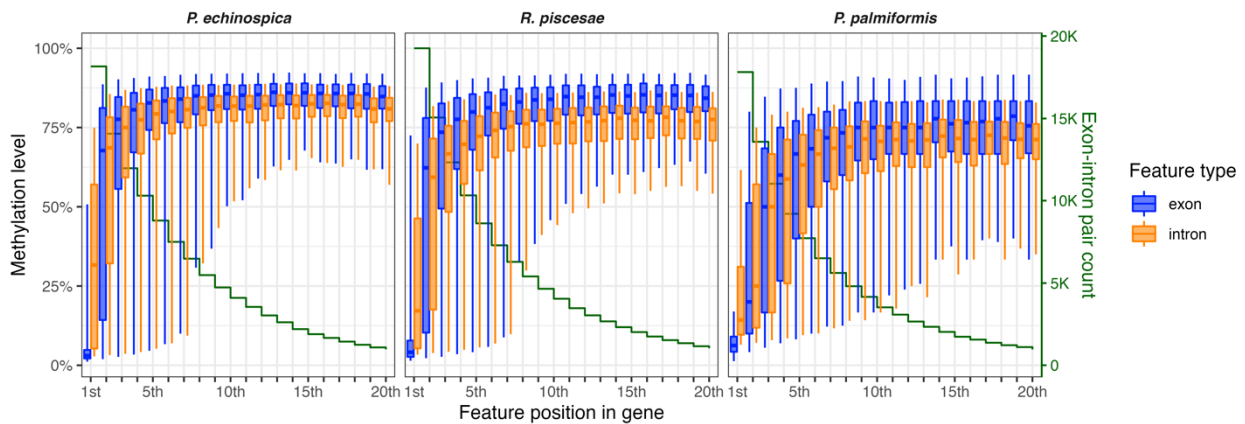 P. echinospica
R. piscesae
P. palmiformis
Methylation level
100%
75%
50%
25%
0%
20K
15K
10K
5K
0
Exon-intron pair count
1st 5th 10th 15th 20th
1st 5th 10th 15th 20th
1st 5th 10th 15th 20th
Feature position in gene
Feature type
exon
intron